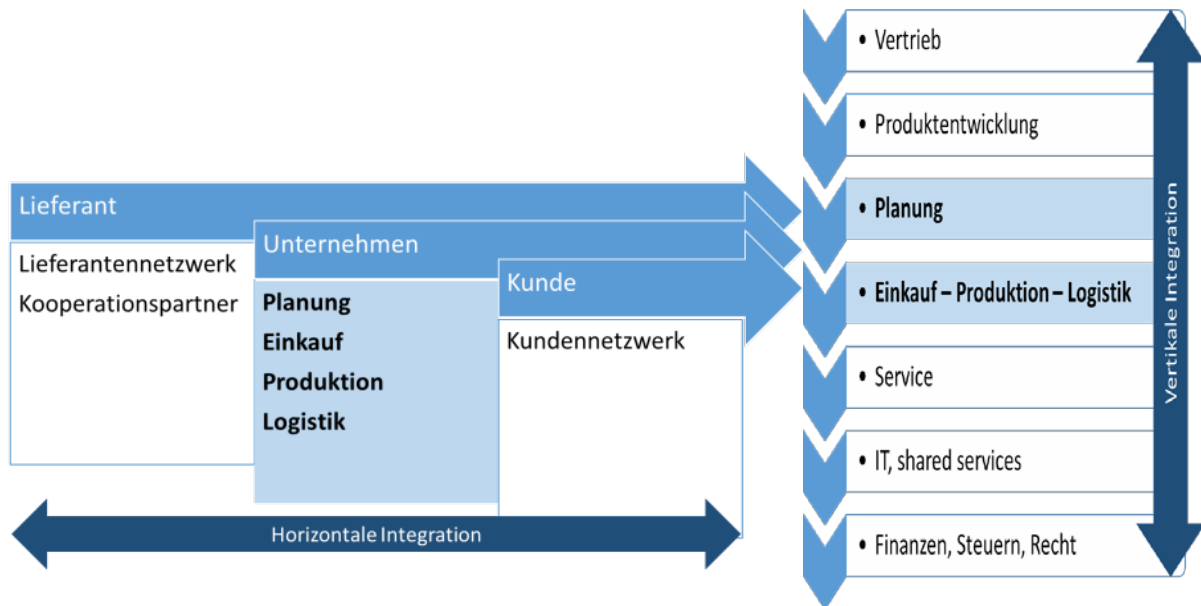 Lieferant
Lieferantennetzwerk
Kooperationspartner
Unternehmen
Planung
Einkauf
Produktion
Logistik
Kunde
Kundennetzwerk
Horizontale Integration
• Vertrieb
• Produktentwicklung
• Planung
• Einkauf – Produktion – Logistik
• Service
• IT, shared services
• Finanzen, Steuern, Recht
Vertikale Integration